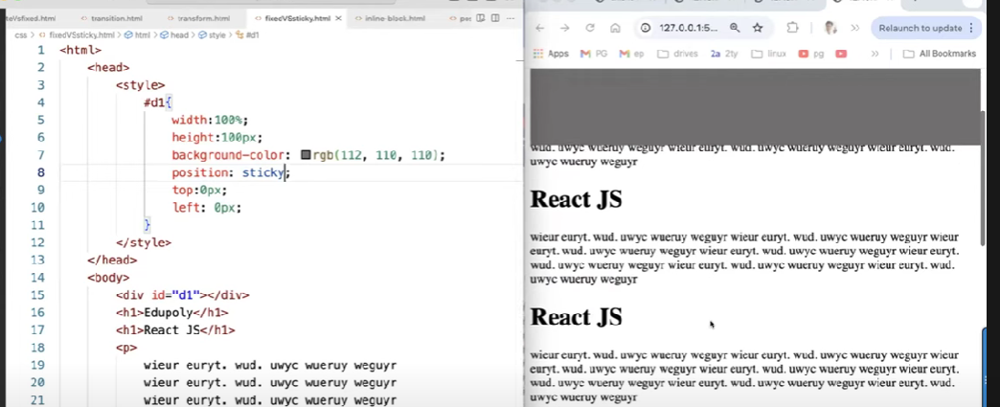 transition.html
transform.html
fixedVSsticky.html
inline-block.html
css > fixedVSsticky.html > html > head > style > #d1
1 <html>
2 <head>
3 <style>
4 #d1{
5 width:100%;
6 height:100px;
7 background-color: rgb(112, 110, 110);
8 position: sticky;
9 top:0px;
10 left: 0px;
11 }
12 </style>
13 </head>
14 <body>
15 <div id="d1"></div>
16 <h1>Edupoly</h1>
17 <h1>React JS</h1>
18 <p>
19 wieur euryt. wud. uwyc wueruy weguyr
20 wieur euryt. wud. uwyc wueruy weguyr
21 wieur euryt. wud. uwyc wueruy weguyr
127.0.0.1:5...
Relaunch to update
Apps PG ep drives 2a 2ty linux pg » All Bookmarks
wud. uwyc wueruy weguyr wieur euryt. wud. uwyc wueruy weguyr wieur euryt. wud.
uwyc wueruy weguyr
React JS
wieur euryt. wud. uwyc wueruy weguyr wieur euryt. wud. uwyc wueruy weguyr wieur
euryt. wud. uwyc wueruy weguyr wieur euryt. wud. uwyc wueruy weguyr wieur euryt.
wud. uwyc wueruy weguyr wieur euryt. wud. uwyc wueruy weguyr wieur euryt. wud.
uwyc wueruy weguyr
React JS
wieur euryt. wud. uwyc wueruy weguyr wieur euryt. wud. uwyc wueruy weguyr wieur
euryt. wud. uwyc wueruy weguyr wieur euryt. wud. uwyc wueruy weguyr wieur euryt.
wud. uwyc wueruy weguyr wieur euryt. wud. uwyc wueruy weguyr wieur euryt. wud.
uwyc wueruy weguyr